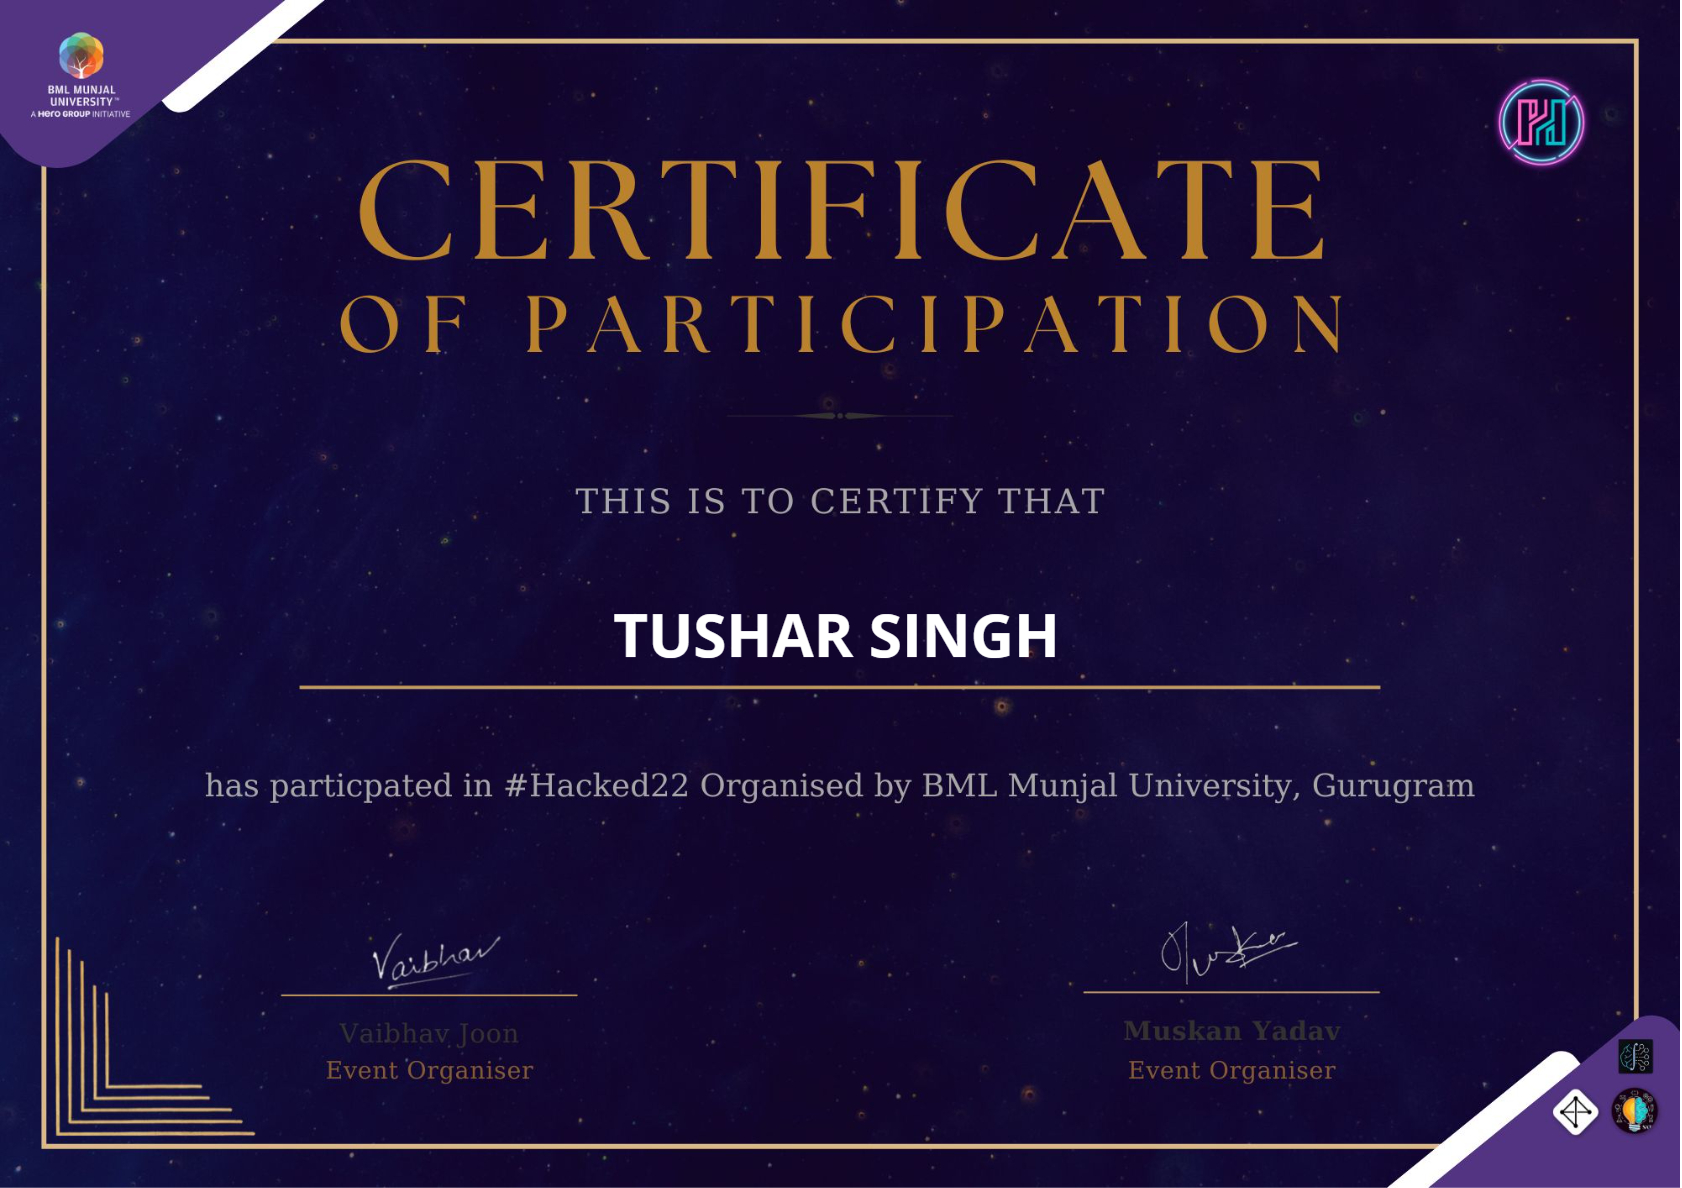 BML MUNJAL
UNIVERSITY™
A Hero GROUP INITIATIVE
CERTIFICATE
OF PARTICIPATION
THIS IS TO CERTIFY THAT
TUSHAR SINGH
has particpated in #Hacked22 Organised by BML Munjal University, Gurugram
Vaibhav
Muskan
Vaibhav Joon
Muskan Yadav
Event Organiser
Event Organiser